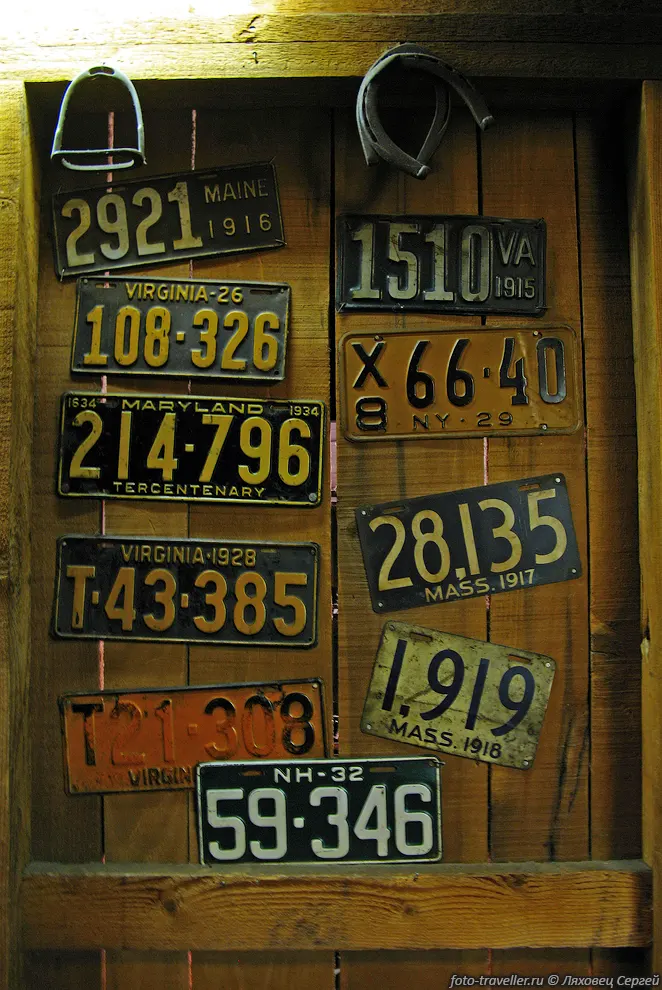 2921 MAINE
1916
VIRGINIA-26
108·326
1634 MARYLAND 1934
214·796
TERCENTENARY
VIRGINIA-1928
T·43·385
T21-308
NH-32
59·346
1510 VA
1915
X8 66·40
NY-29
28,135
MASS. 1917
1,919
MASS. 1918
foto-traveller.ru © Ляховец Сергей